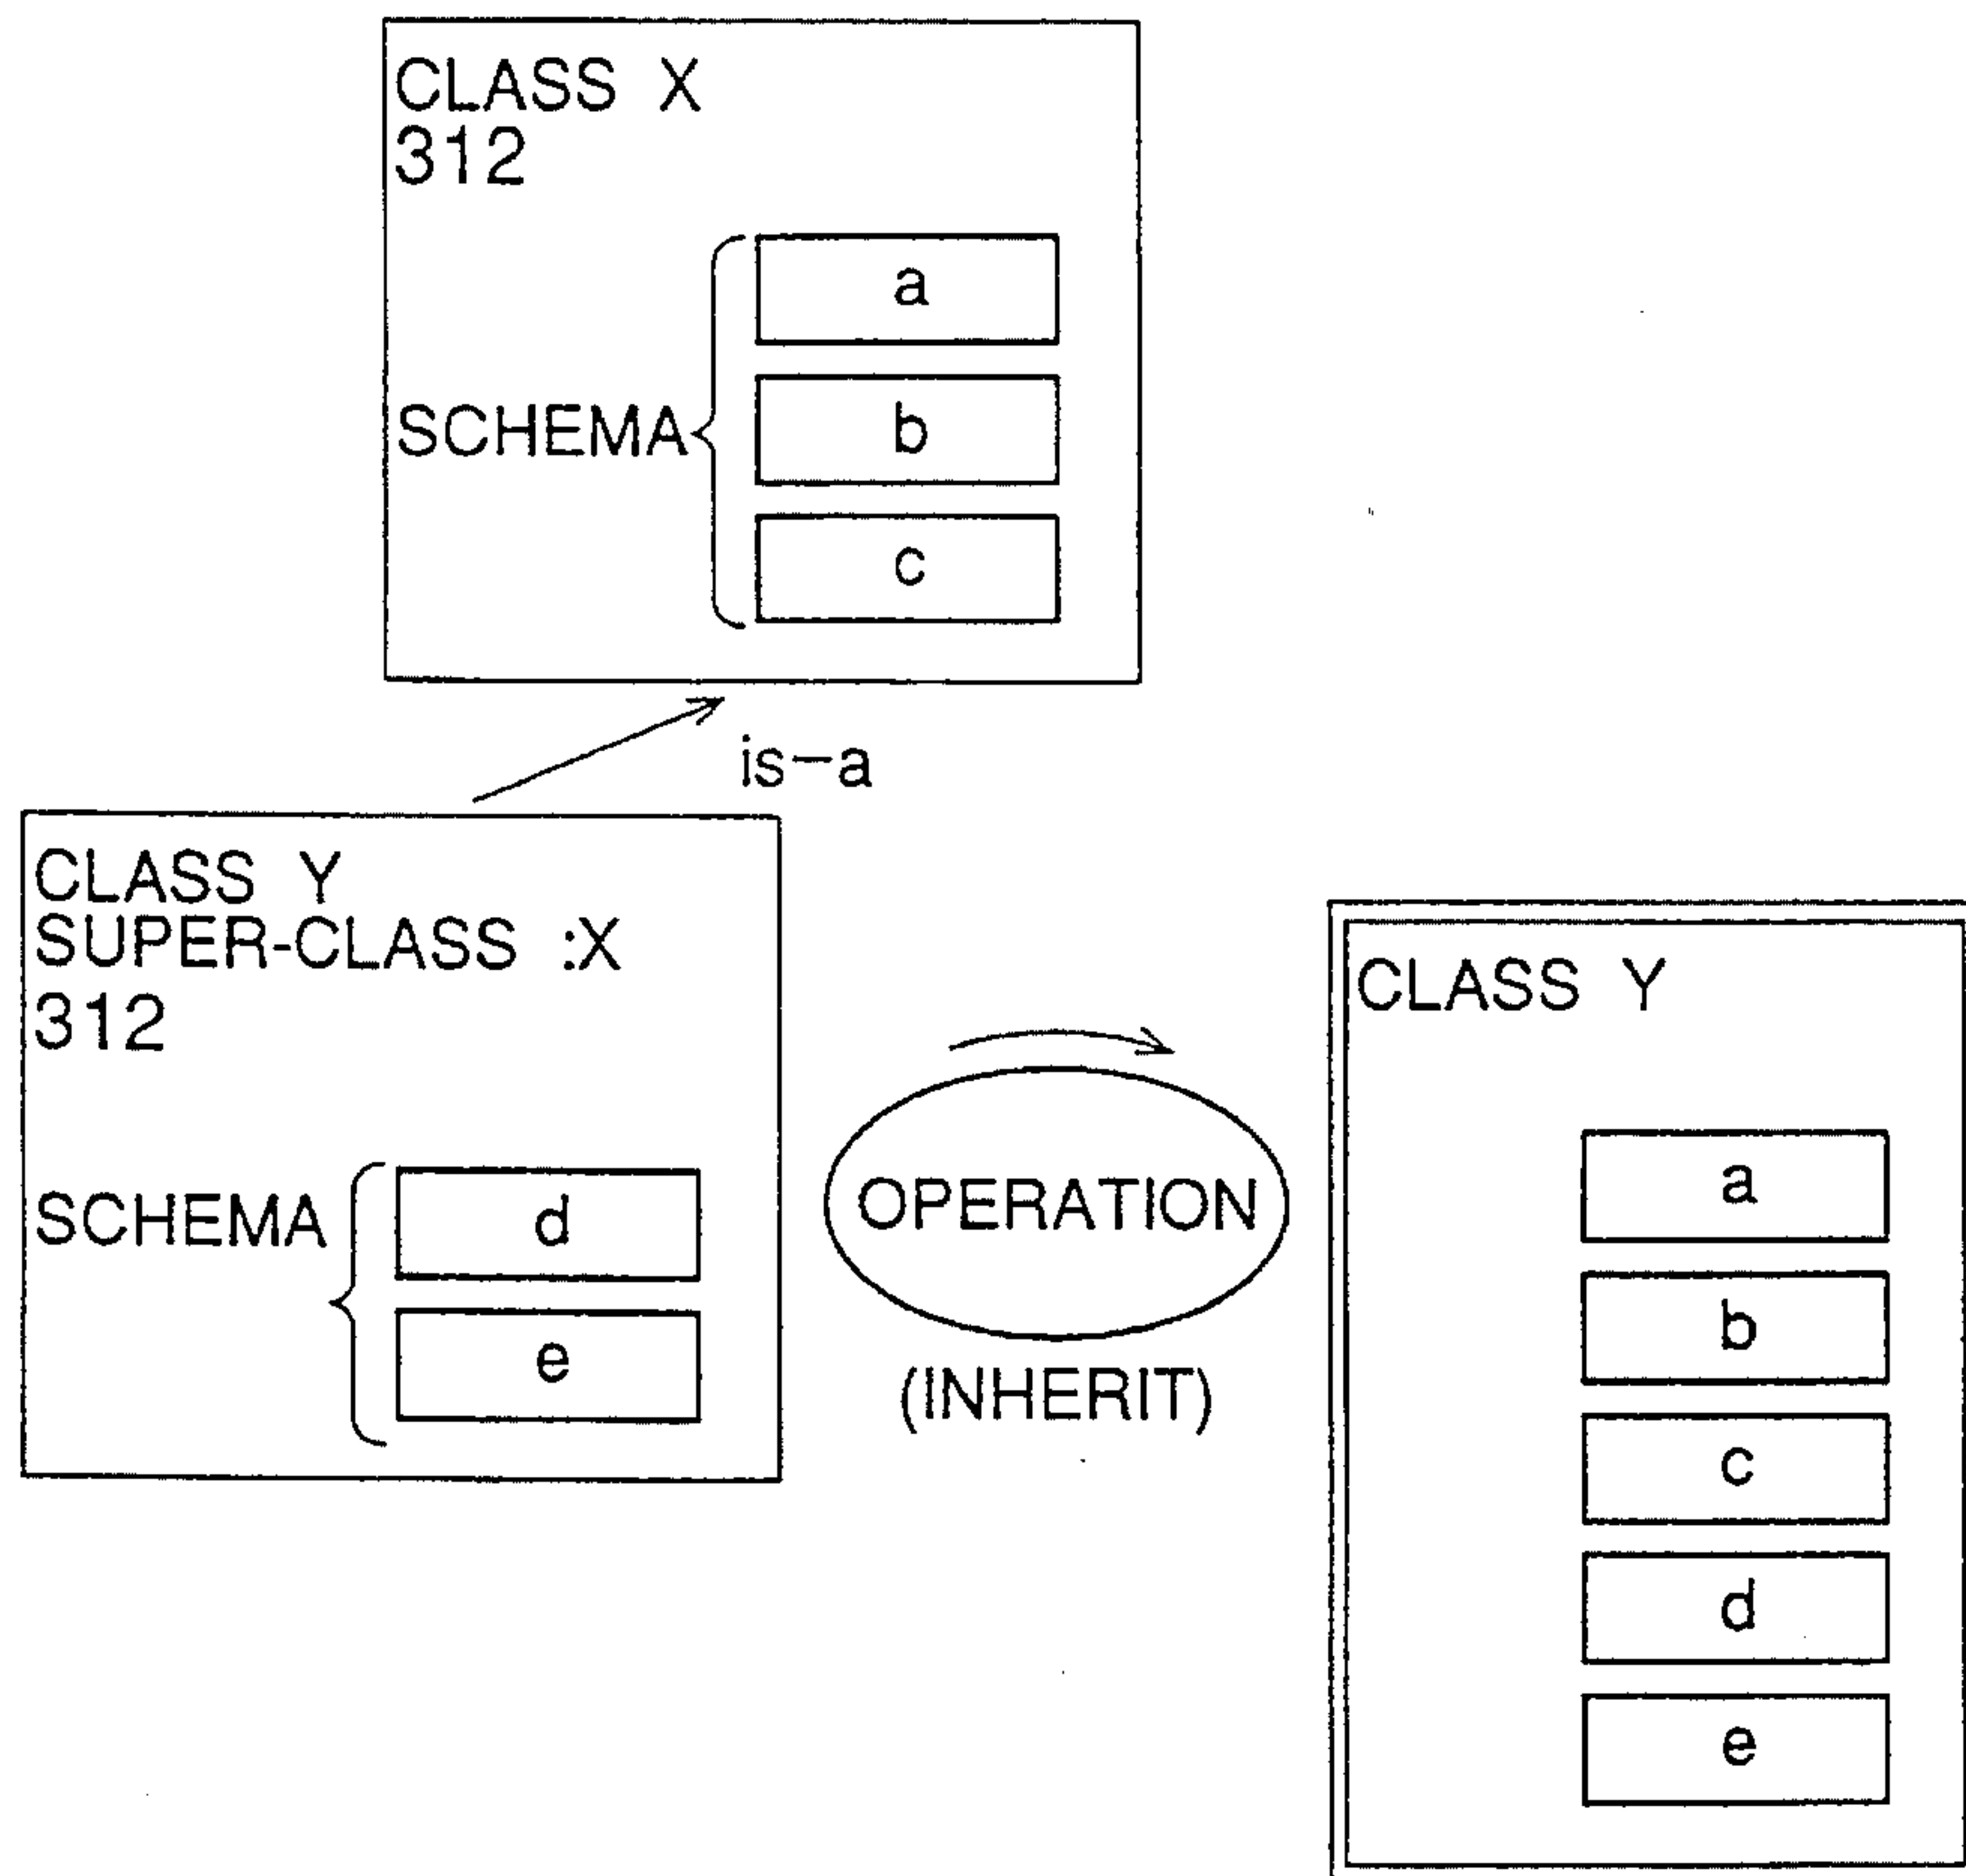 CLASS X
312
a
SCHEMA
b
c
is-a
CLASS Y
SUPER-CLASS :X
312
SCHEMA
d
e
OPERATION
(INHERIT)
CLASS Y
a
b
c
d
e